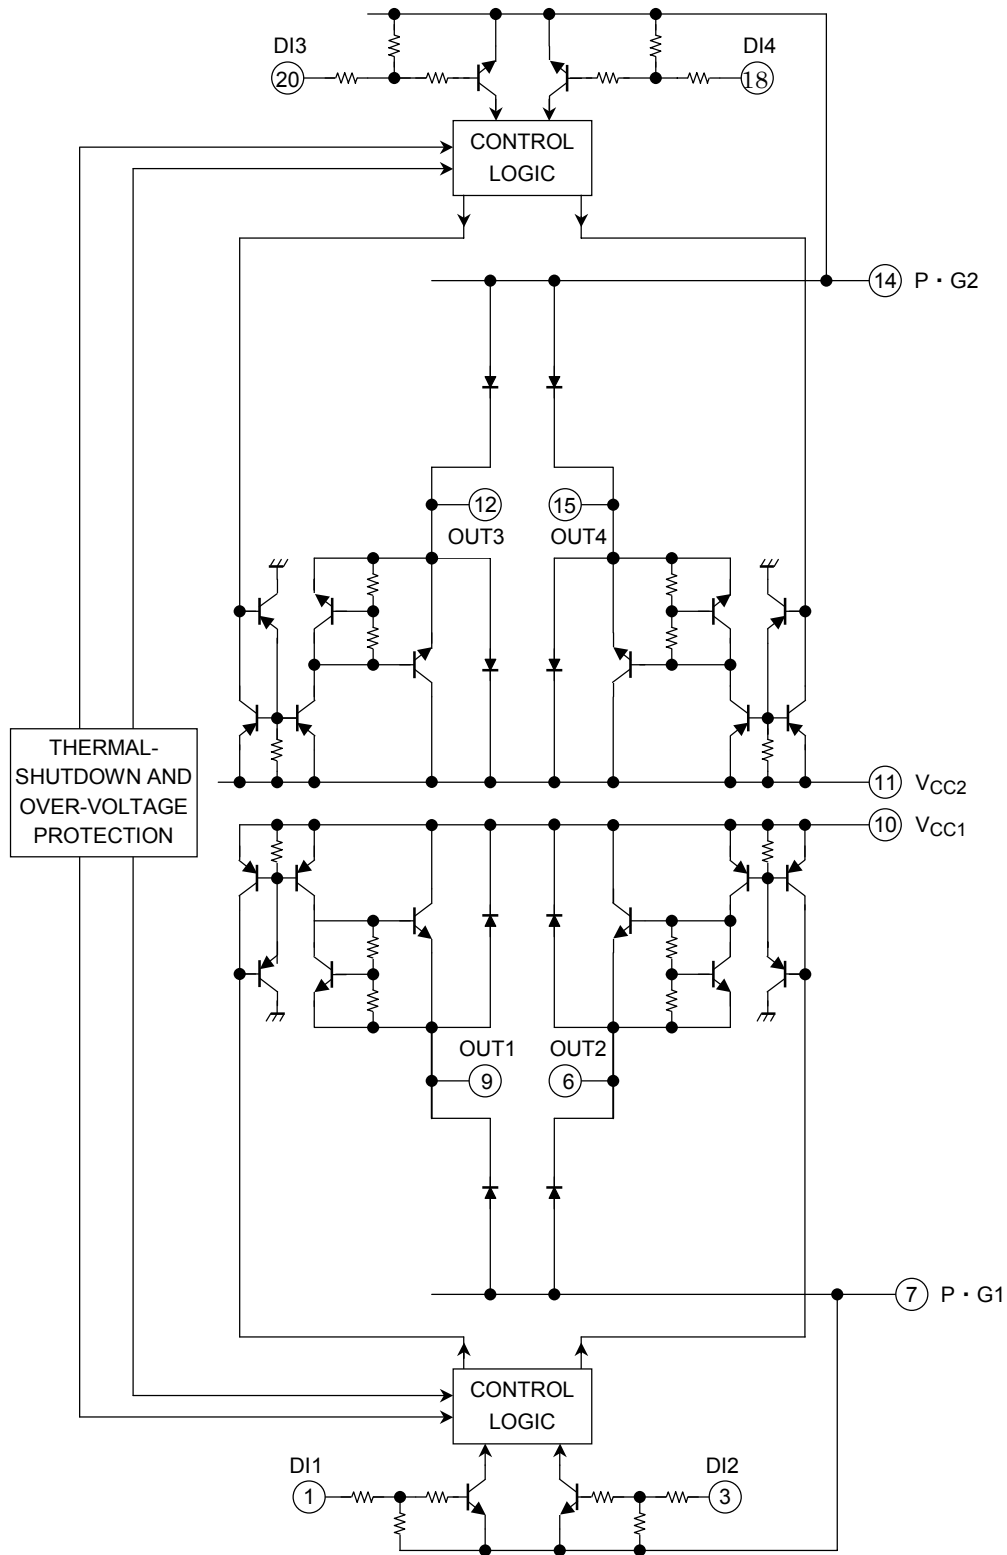 DI3
DI4
20
18
CONTROL
LOGIC
14 P・G2
12
15
OUT3
OUT4
THERMAL-
SHUTDOWN AND
OVER-VOLTAGE
PROTECTION
11 VCC2
10 VCC1
OUT1
OUT2
9
6
7 P・G1
CONTROL
LOGIC
DI1
DI2
1
3